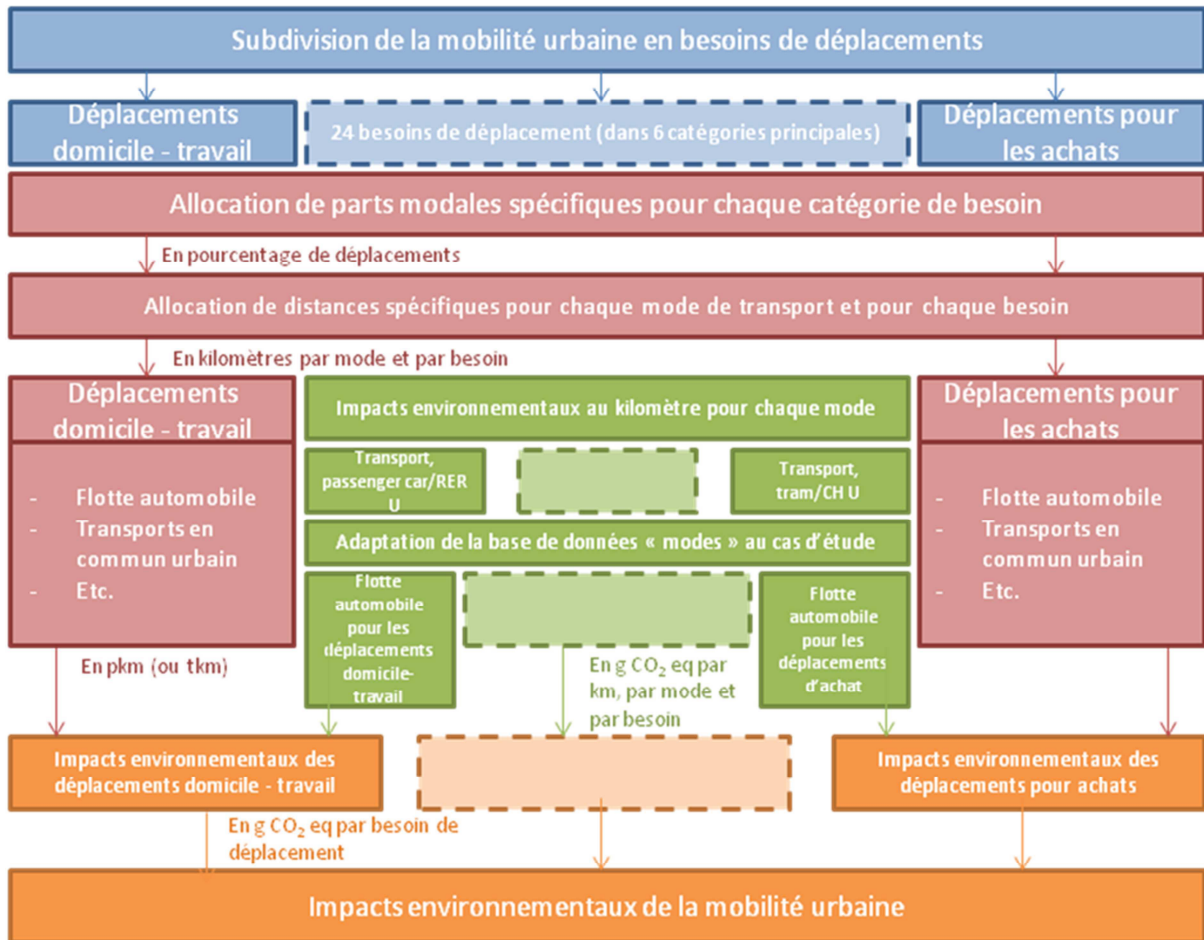 Subdivision de la mobilité urbaine en besoins de déplacements
Déplacements
domicile - travail
24 besoins de déplacement (dans 6 catégories principales)
Déplacements pour
les achats
Allocation de parts modales spécifiques pour chaque catégorie de besoin
En pourcentage de déplacements
Allocation de distances spécifiques pour chaque mode de transport et pour chaque besoin
En kilomètres par mode et par besoin
Déplacements
domicile - travail
- Flotte automobile
- Transports en
commun urbain
- Etc.
Impacts environnementaux au kilomètre pour chaque mode
Transport,
passenger car/RER
U
Transport,
tram/CH U
Adaptation de la base de données « modes » au cas d'étude
Flotte
automobile
pour les
déplacements
domicile-
travail
Flotte
automobile
pour les
déplacements
d'achat
Déplacements pour
les achats
- Flotte automobile
- Transports en
commun urbain
- Etc.
En pkm (ou tkm)
En g CO₂ eq par
km, par mode et
par besoin
Impacts environnementaux des
déplacements domicile - travail
Impacts environnementaux des
déplacements pour achats
En g CO₂ eq par besoin de
déplacement
Impacts environnementaux de la mobilité urbaine